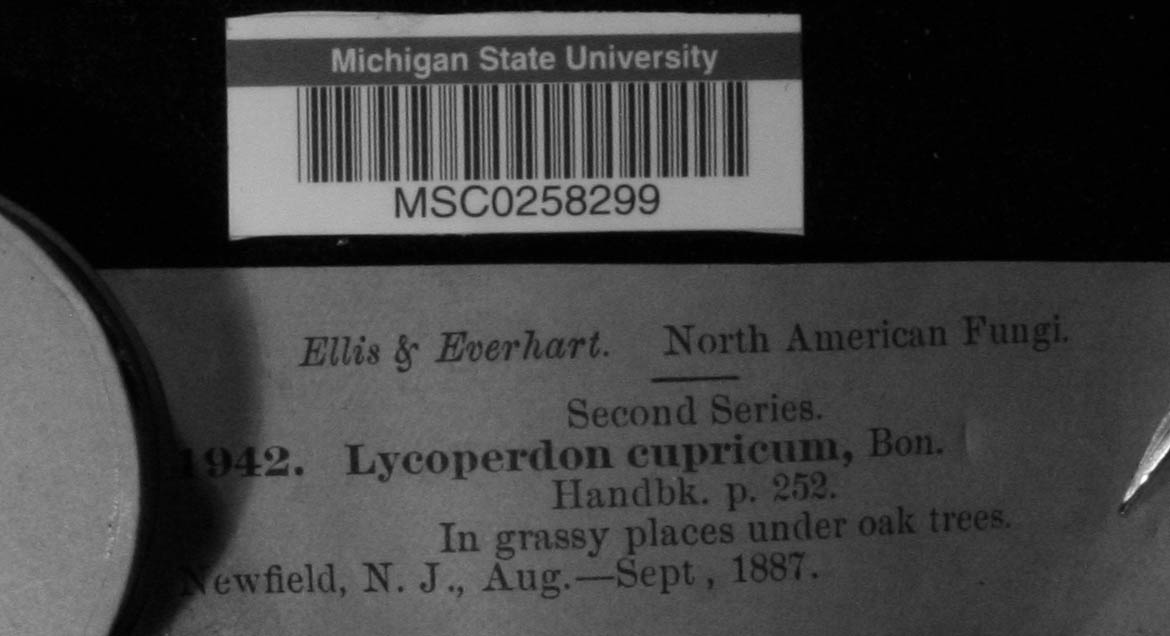 Michigan State University
MSC0258299
Ellis & Everhart. North American Fungi.
Second Series.
1942. Lycoperdon cupricum, Bon.
Handbk. p. 252.
In grassy places under oak trees.
Newfield, N. J., Aug.—Sept , 1887.